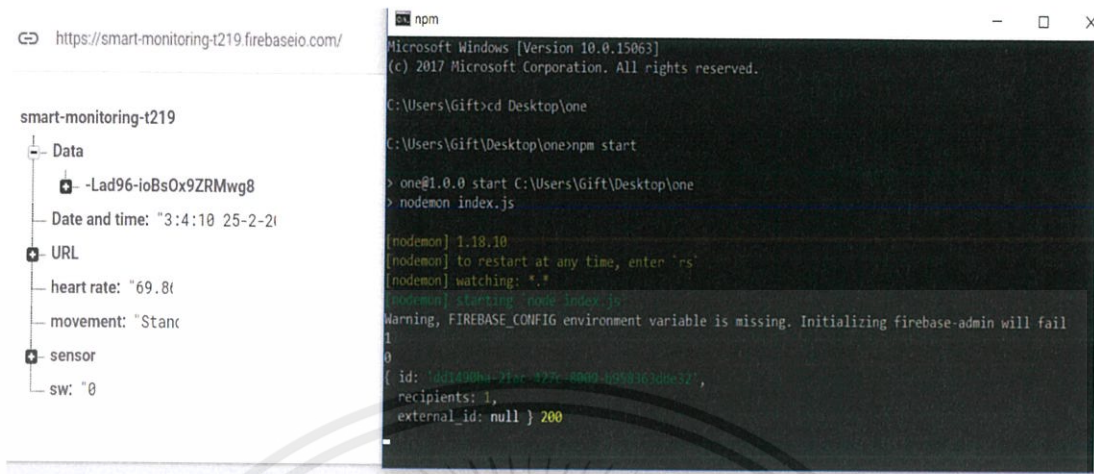 https://smart-monitoring-t219.firebaseio.com/
smart-monitoring-t219
Data
-Lad96-ioBsOx9ZRMwg8
Date and time: "3:4:10 25-2-20
URL
heart rate: "69.86
movement: "Stand
sensor
sw: "0
npm
Microsoft Windows [Version 10.0.15063]
(c) 2017 Microsoft Corporation. All rights reserved.
C:\Users\Gift>cd Desktop\one
C:\Users\Gift\Desktop\one>npm start
> one@1.0.0 start C:\Users\Gift\Desktop\one
> nodemon index.js
[nodemon] 1.18.10
[nodemon] to restart at any time, enter `rs`
[nodemon] watching: *.*
[nodemon] starting `node index.js`
Warning, FIREBASE_CONFIG environment variable is missing. Initializing firebase-admin will fail
1
0
{ id:
recipients: 1,
external_id: null } 200